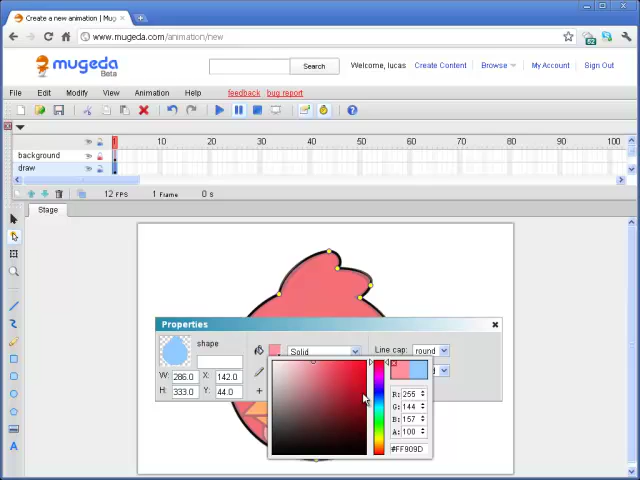 Create a new animation | Mug
www.mugeda.com/animation/new
62
mugeda
Beta
Search
Welcome, lucas
Create Content
Browse
My Account
Sign Out
File Edit Modify View Animation Help feedback bug report
1 10 20 30 40 50 60 70 80 90 100
background
draw
12 FPS 1 Frame 0 s
Stage
Properties
shape
Solid
Line cap: round
W: 286.0 X: 142.0
H: 333.0 Y: 44.0
R: 255
G: 144
B: 157
A: 100
#FF909D
A